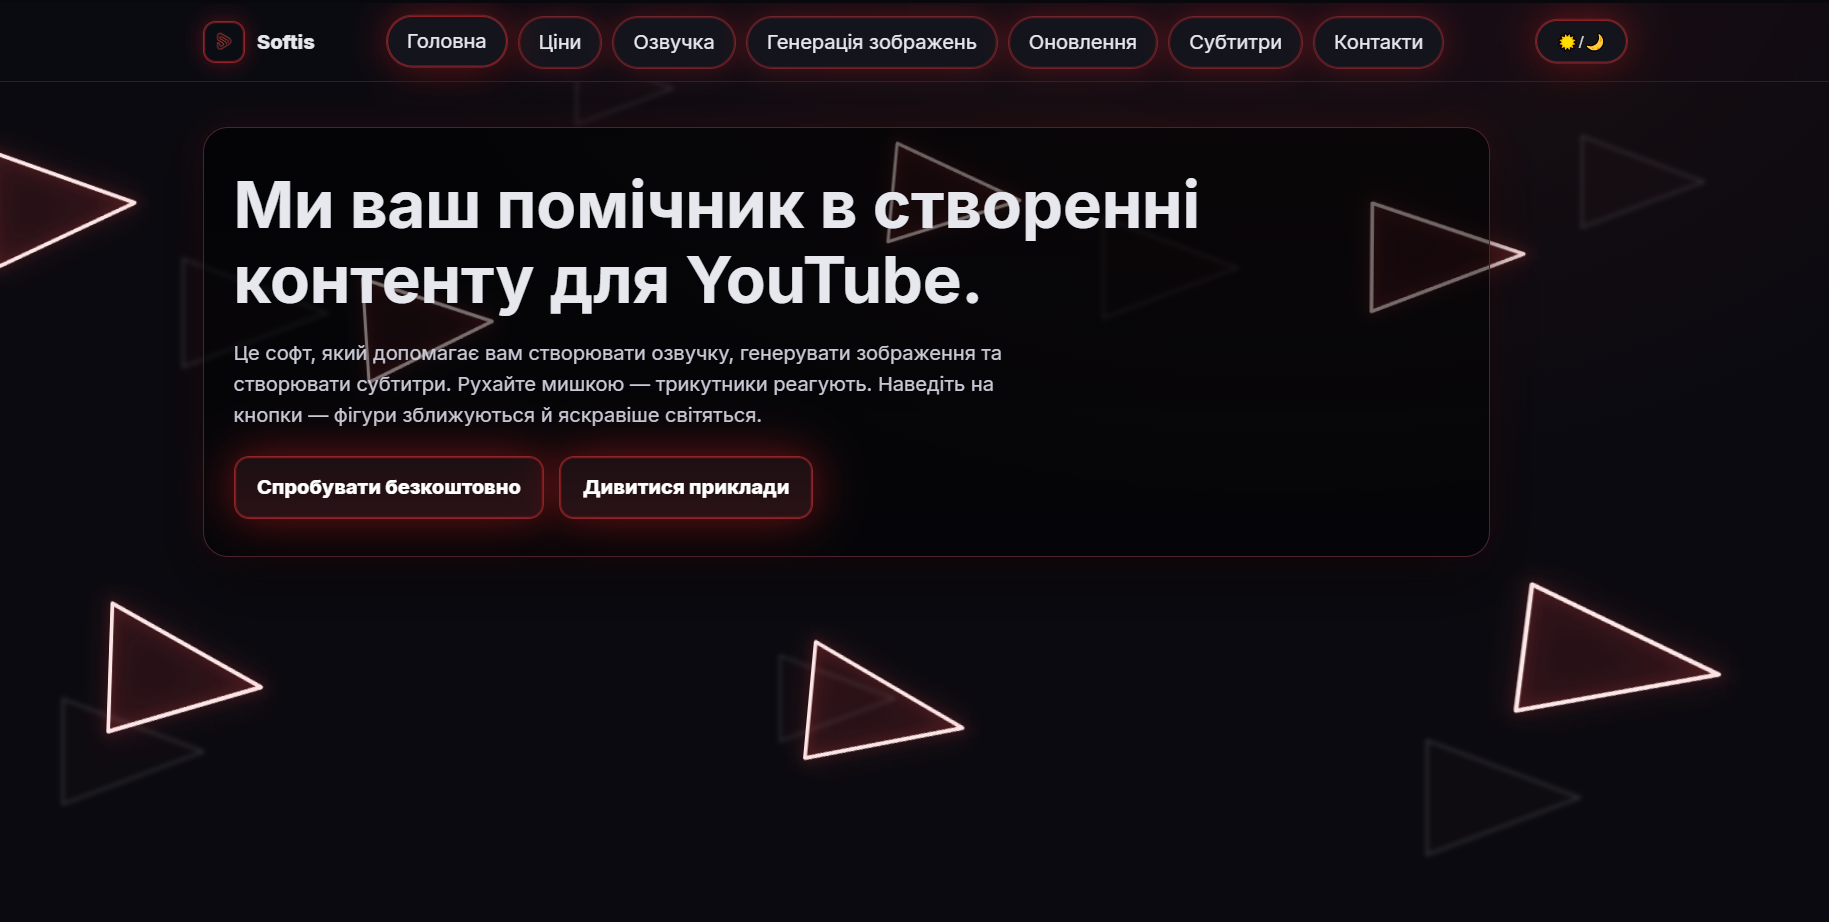 Softis
Головна
Ціни
Озвучка
Генерація зображень
Оновлення
Субтитри
Контакти
☀/🌙
Ми ваш помічник в створенні
контенту для YouTube.
Це софт, який допомагає вам створювати озвучку, генерувати зображення та
створювати субтитри. Рухайте мишкою — трикутники реагують. Наведіть на
кнопки — фігури зближуються й яскравіше світяться.
Спробувати безкоштовно
Дивитися приклади